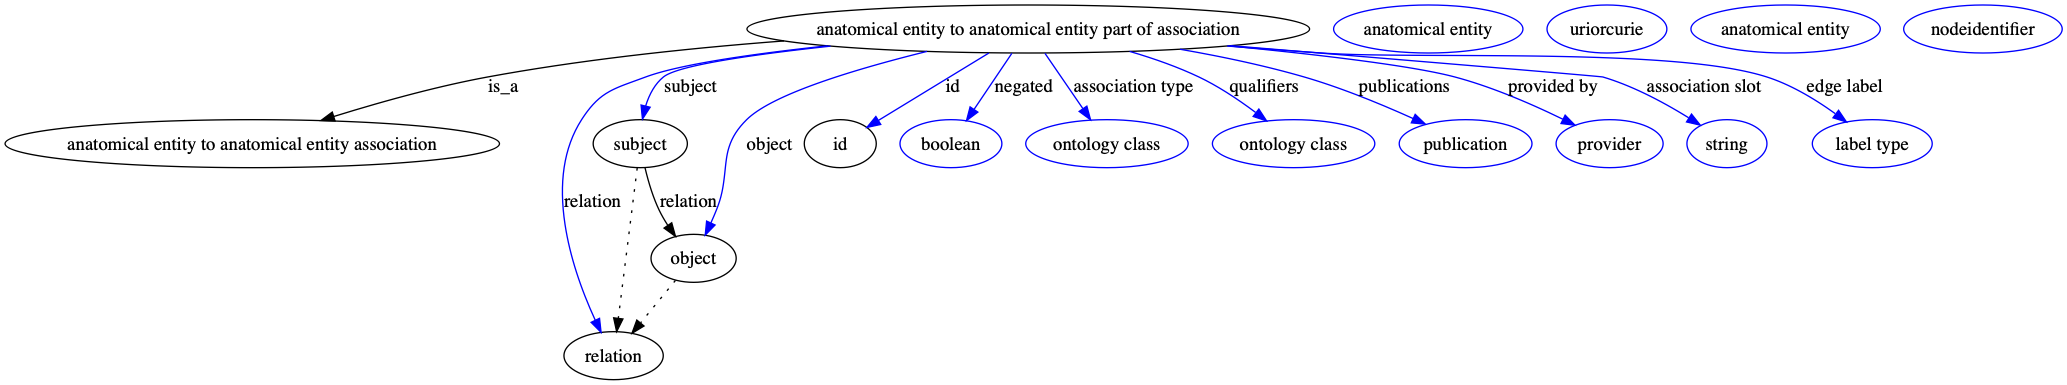 anatomical entity to anatomical entity part of association
anatomical entity
uriorcurie
anatomical entity
nodeidentifier
is_a
subject
id
negated
association type
qualifiers
publications
provided by
association slot
edge label
anatomical entity to anatomical entity association
subject
object
id
boolean
ontology class
ontology class
publication
provider
string
label type
relation
relation
object
relation